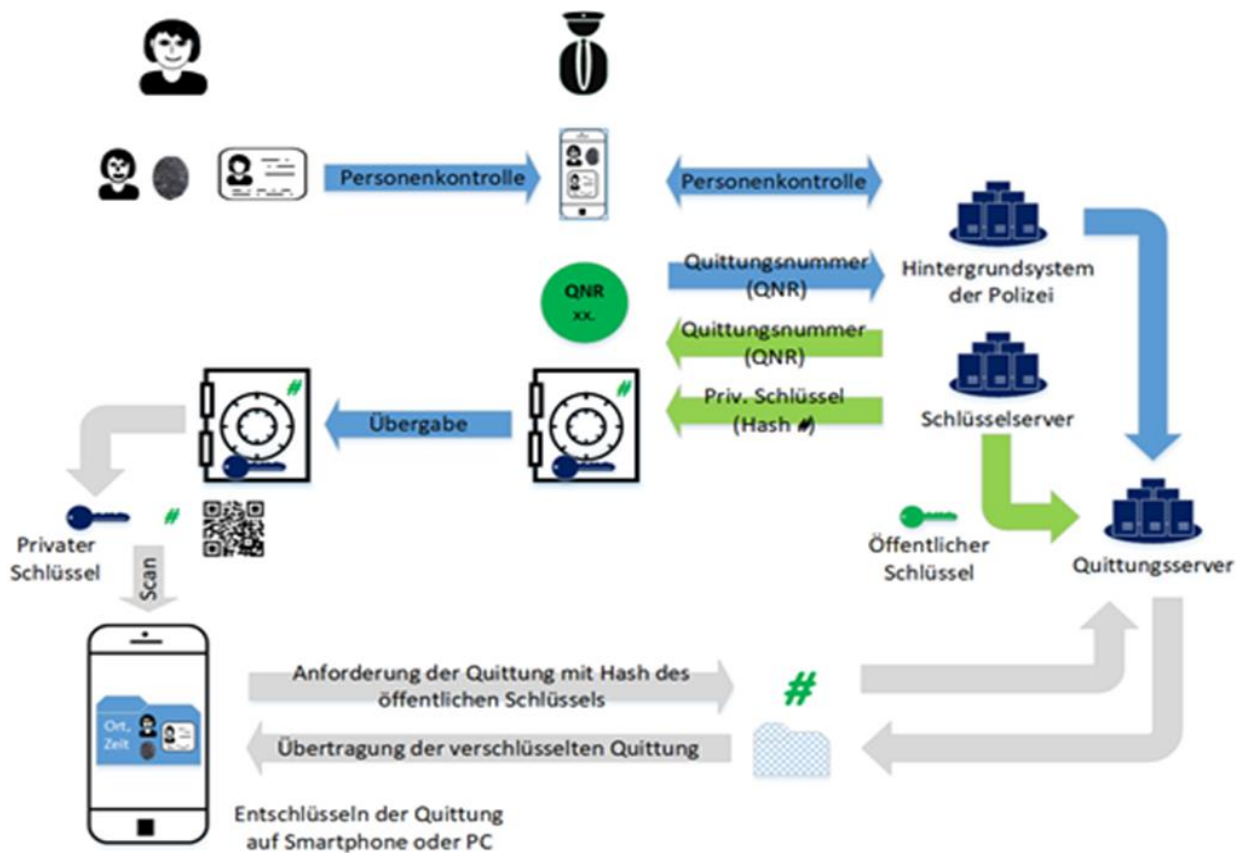 Personenkontrolle
Personenkontrolle
Quittungsnummer
(QNR)
Hintergrundsystem
der Polizei
QNR
xx.
Quittungsnummer
(QNR)
#
#
Priv. Schlüssel
(Hash #)
Schlüsselserver
Übergabe
#
Privater
Schlüssel
Öffentlicher
Schlüssel
Quittungsserver
Scan
Anforderung der Quittung mit Hash des
öffentlichen Schlüssels
#
Ort,
Zeit
Übertragung der verschlüsselten Quittung
Entschlüsseln der Quittung
auf Smartphone oder PC